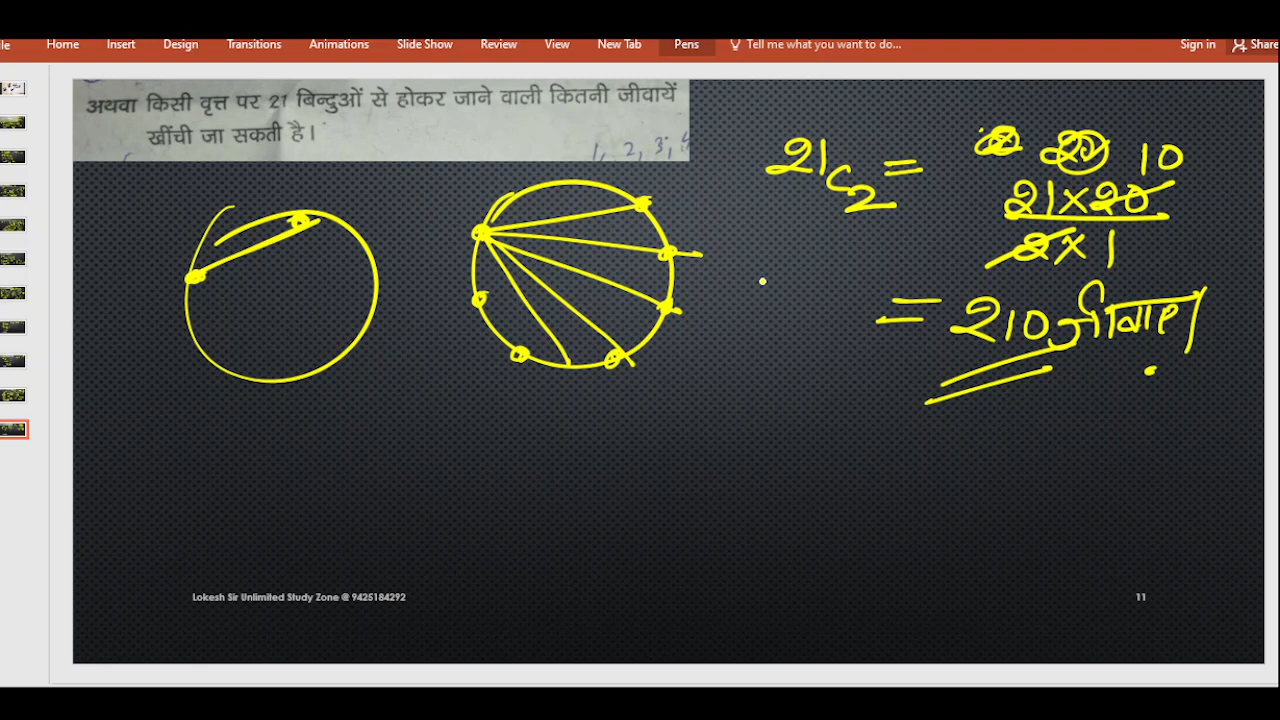 Home Insert Design Transitions Animations Slide Show Review View New Tab Pens Tell me what you want to do... Sign in Share
अथवा किसी वृत्त पर 21 बिन्दुओं से होकर जाने वाली कितनी जीवायें
खींची जा सकती है।
1, 2, 3,
21C2 = 20 10
21×20
2×1
= 210 जीवाए
Lokesh Sir Unlimited Study Zone @ 9425184292
11